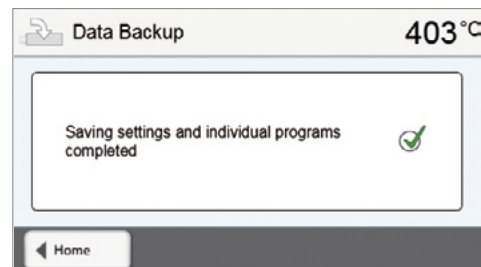 Data Backup
403 °C
Saving settings and individual programs
completed
Home